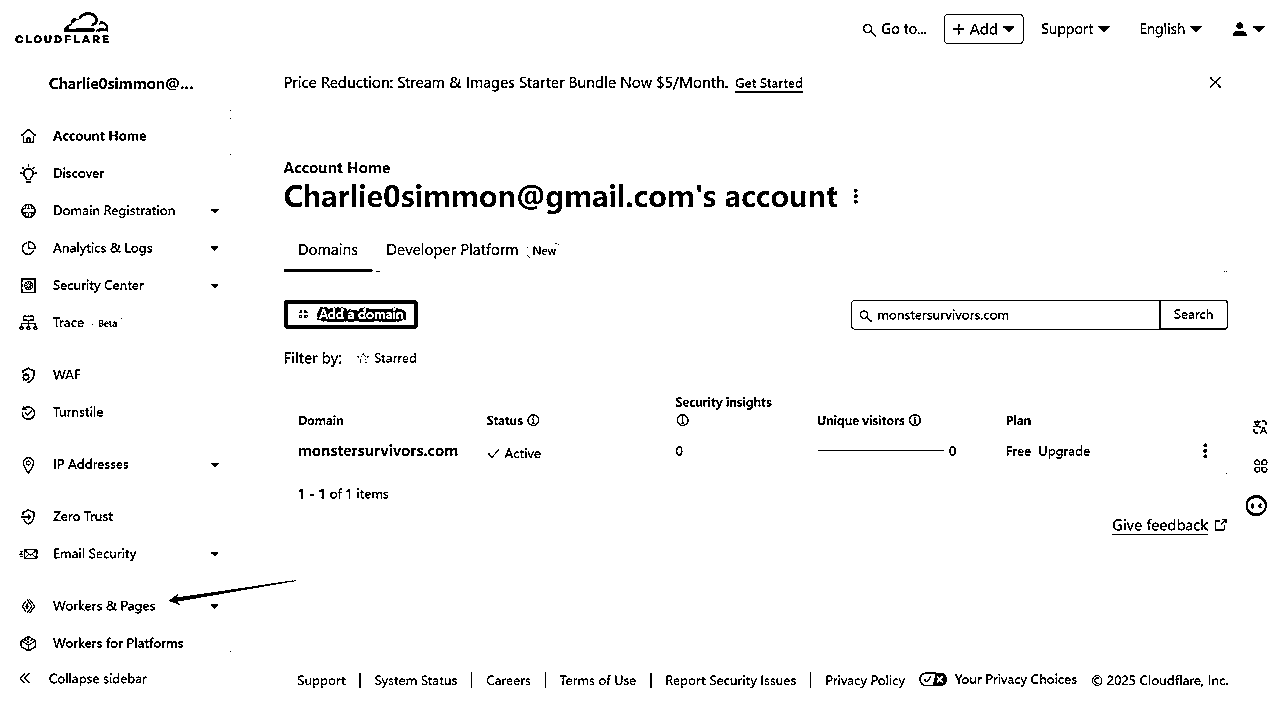 CLOUDFLARE
Go to...
+ Add
Support
English
Charlie0simmon@...
Price Reduction: Stream & Images Starter Bundle Now $5/Month. Get Started
Account Home
Discover
Domain Registration
Analytics & Logs
Security Center
Trace Beta
WAF
Turnstile
IP Addresses
Zero Trust
Email Security
Workers & Pages
Workers for Platforms
Collapse sidebar
Account Home
Charlie0simmon@gmail.com's account
Domains
Developer Platform New
Add a domain
monstersurvivors.com
Search
Filter by: Starred
Domain
Status
Security insights
Unique visitors
Plan
monstersurvivors.com
Active
0
0
Free Upgrade
1 - 1 of 1 items
Give feedback
Support
System Status
Careers
Terms of Use
Report Security Issues
Privacy Policy
Your Privacy Choices
© 2025 Cloudflare, Inc.